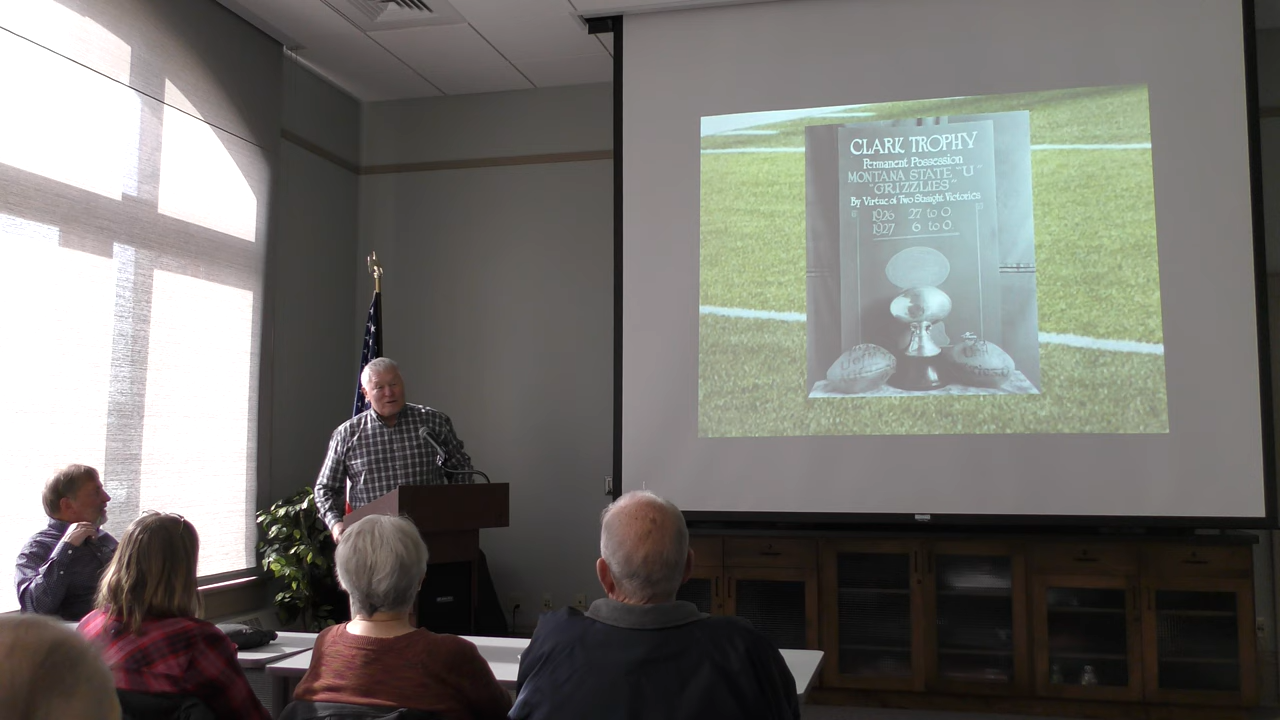 CLARK TROPHY
Permanent Possession
MONTANA STATE "U"
"GRIZZLIES"
By Virtue of Two Straight Victories
1926 27 to 0
1927 6 to 0